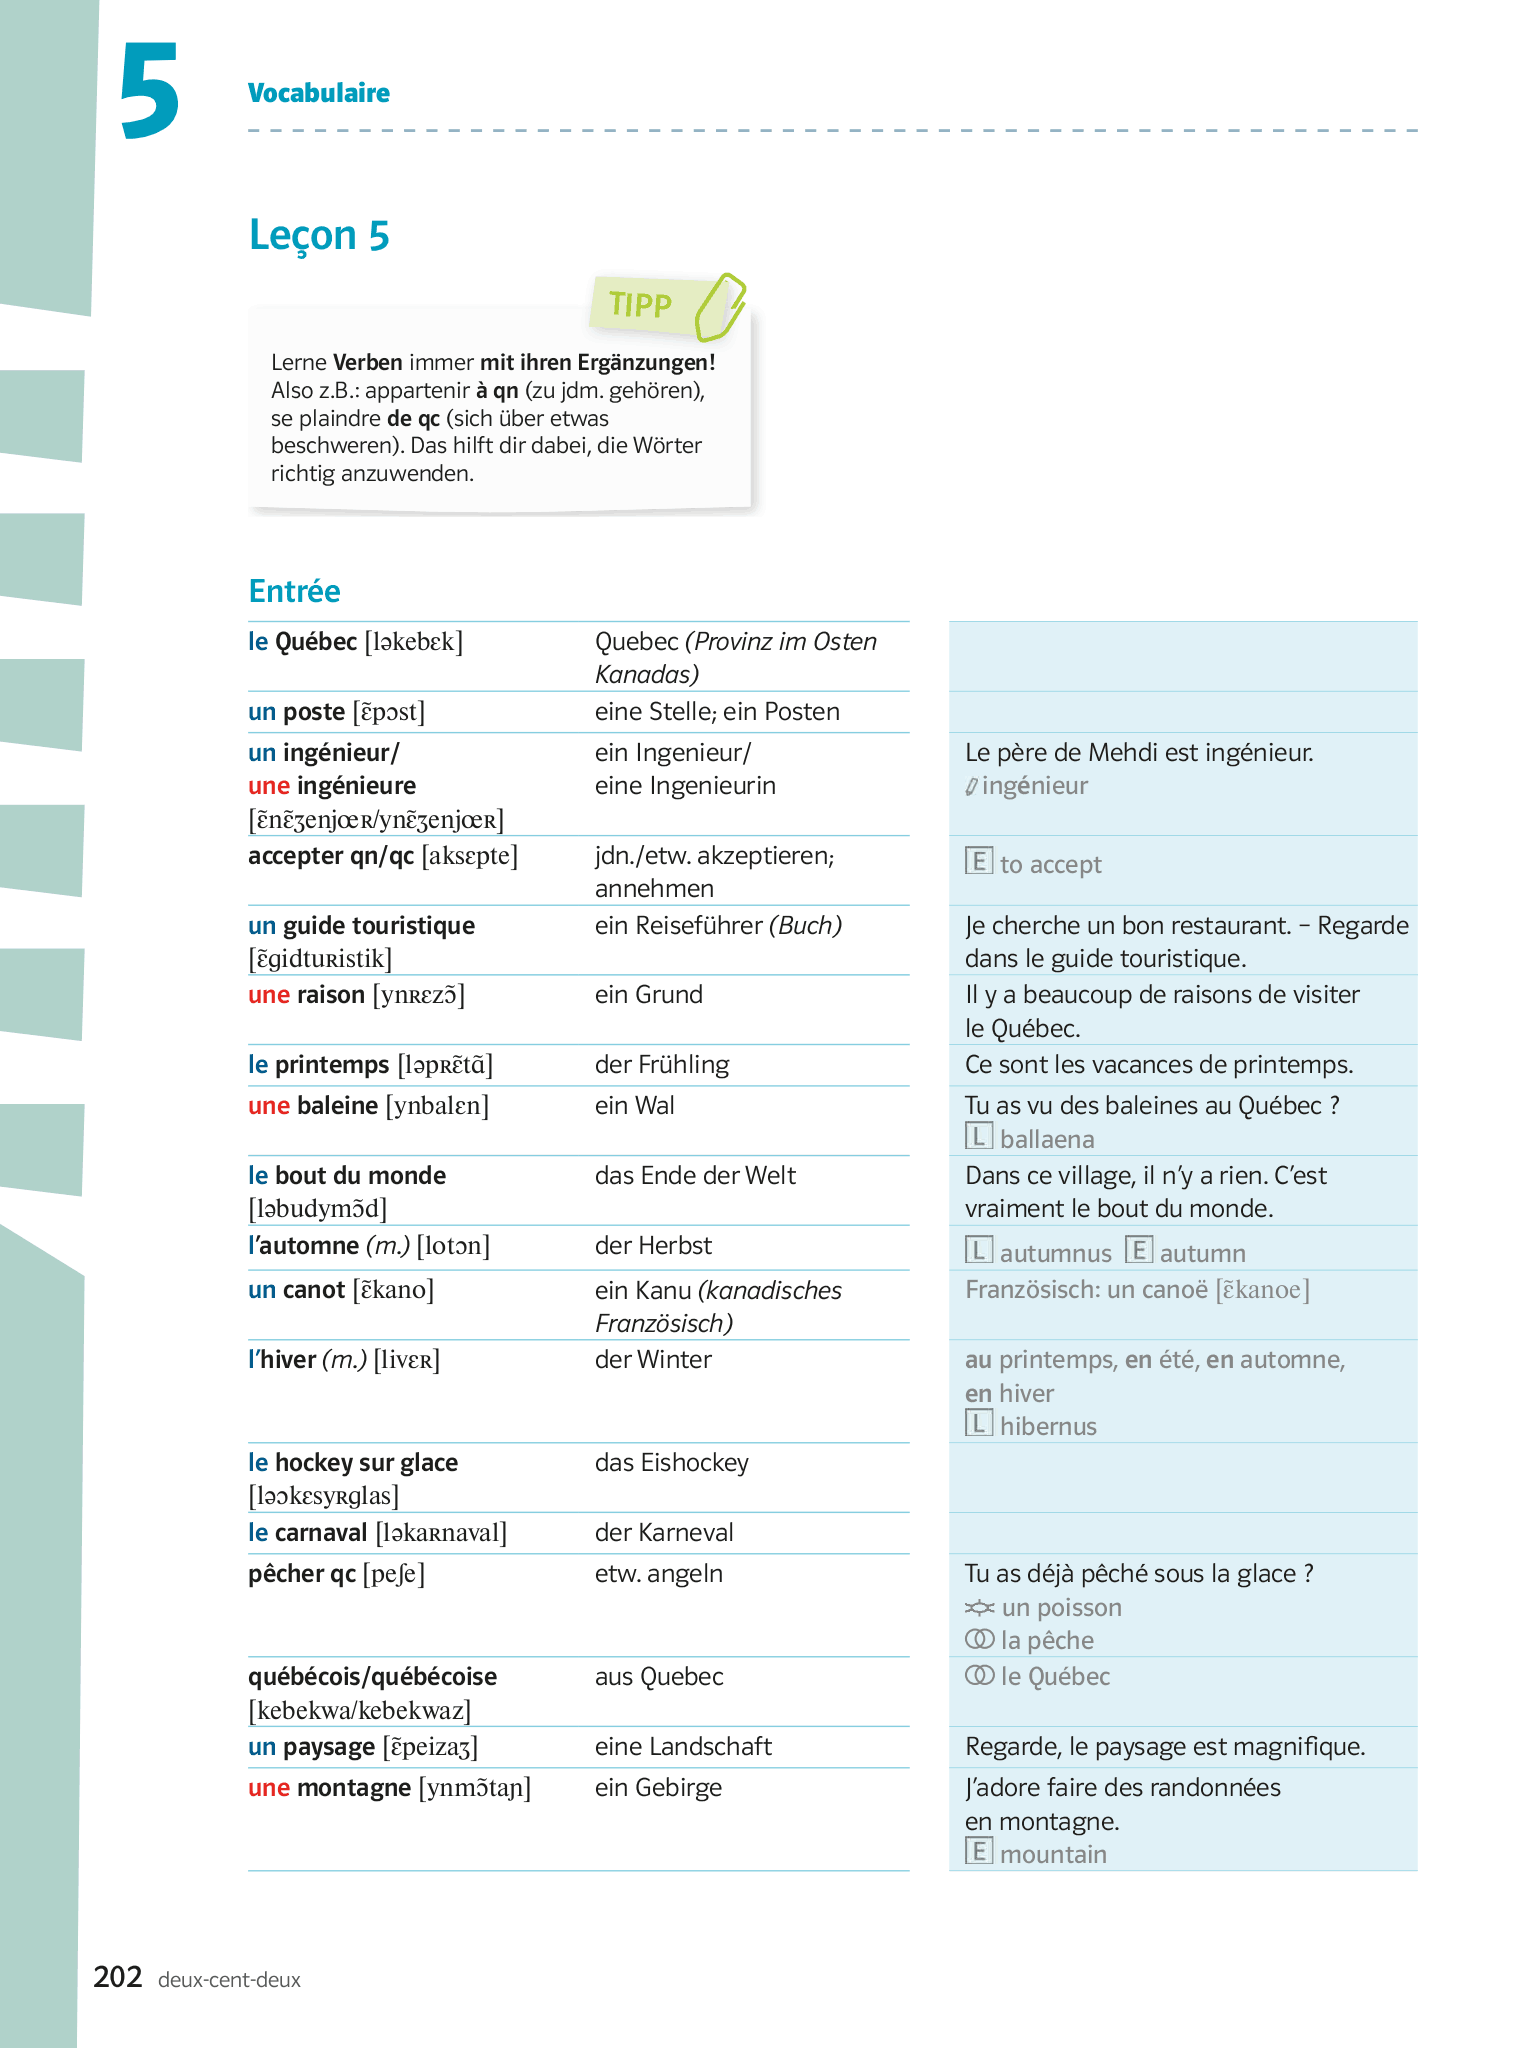 5
Vocabulaire
Leçon 5
TIPP
Lerne Verben immer mit ihren Ergänzungen!
Also z.B.: appartenir à qn (zu jdm. gehören),
se plaindre de qc (sich über etwas
beschweren). Das hilft dir dabei, die Wörter
richtig anzuwenden.
Entrée
le Québec [ləkebɛk] Quebec (Provinz im Osten
Kanadas)
un poste [ɛ̃pɔst] eine Stelle; ein Posten
un ingénieur/ ein Ingenieur/ Le père de Mehdi est ingénieur.
une ingénieure eine Ingenieurin ingénieur
[ɛ̃nɛ̃ʒenjœʀ/ynɛ̃ʒenjœʀ]
accepter qn/qc [aksɛpte] jdn./etw. akzeptieren; E to accept
annehmen
un guide touristique ein Reiseführer (Buch) Je cherche un bon restaurant. – Regarde
[ɛ̃gidtuʀistik] dans le guide touristique.
une raison [ynʀɛzɔ̃] ein Grund Il y a beaucoup de raisons de visiter
le Québec.
le printemps [ləpʀɛ̃tɑ̃] der Frühling Ce sont les vacances de printemps.
une baleine [ynbalɛn] ein Wal Tu as vu des baleines au Québec ?
L ballaena
le bout du monde das Ende der Welt Dans ce village, il n’y a rien. C’est
[ləbudymɔ̃d] vraiment le bout du monde.
l’automne (m.) [lotɔn] der Herbst L autumnus E autumn
un canot [ɛ̃kano] ein Kanu (kanadisches Französisch: un canoë [ɛ̃kanoe]
Französisch)
l’hiver (m.) [livɛʀ] der Winter au printemps, en été, en automne,
en hiver
L hibernus
le hockey sur glace das Eishockey
[ləɔkɛsyʀglas]
le carnaval [ləkaʀnaval] der Karneval
pêcher qc [peʃe] etw. angeln Tu as déjà pêché sous la glace ?
un poisson
la pêche
québécois/québécoise aus Quebec le Québec
[kebekwa/kebekwaz]
un paysage [ɛ̃peizaʒ] eine Landschaft Regarde, le paysage est magnifique.
une montagne [ynmɔ̃taɲ] ein Gebirge J’adore faire des randonnées
en montagne.
E mountain
202 deux-cent-deux